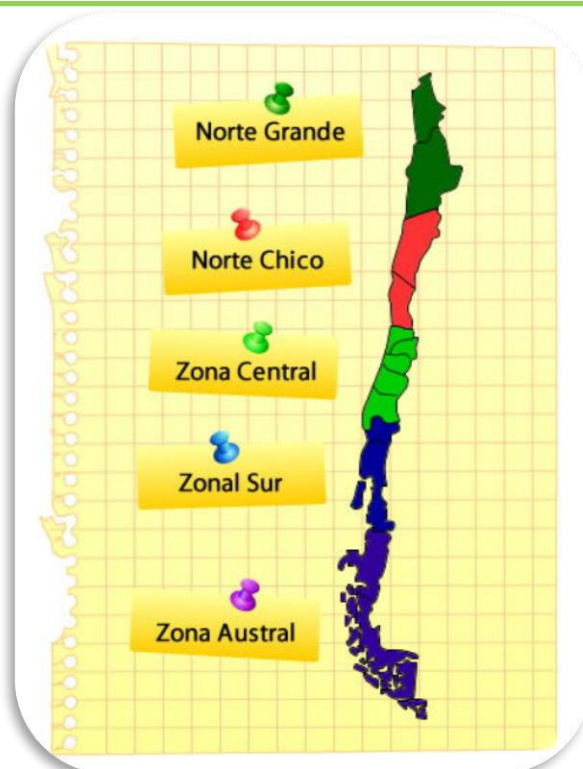 Norte Grande
Norte Chico
Zona Central
Zonal Sur
Zona Austral